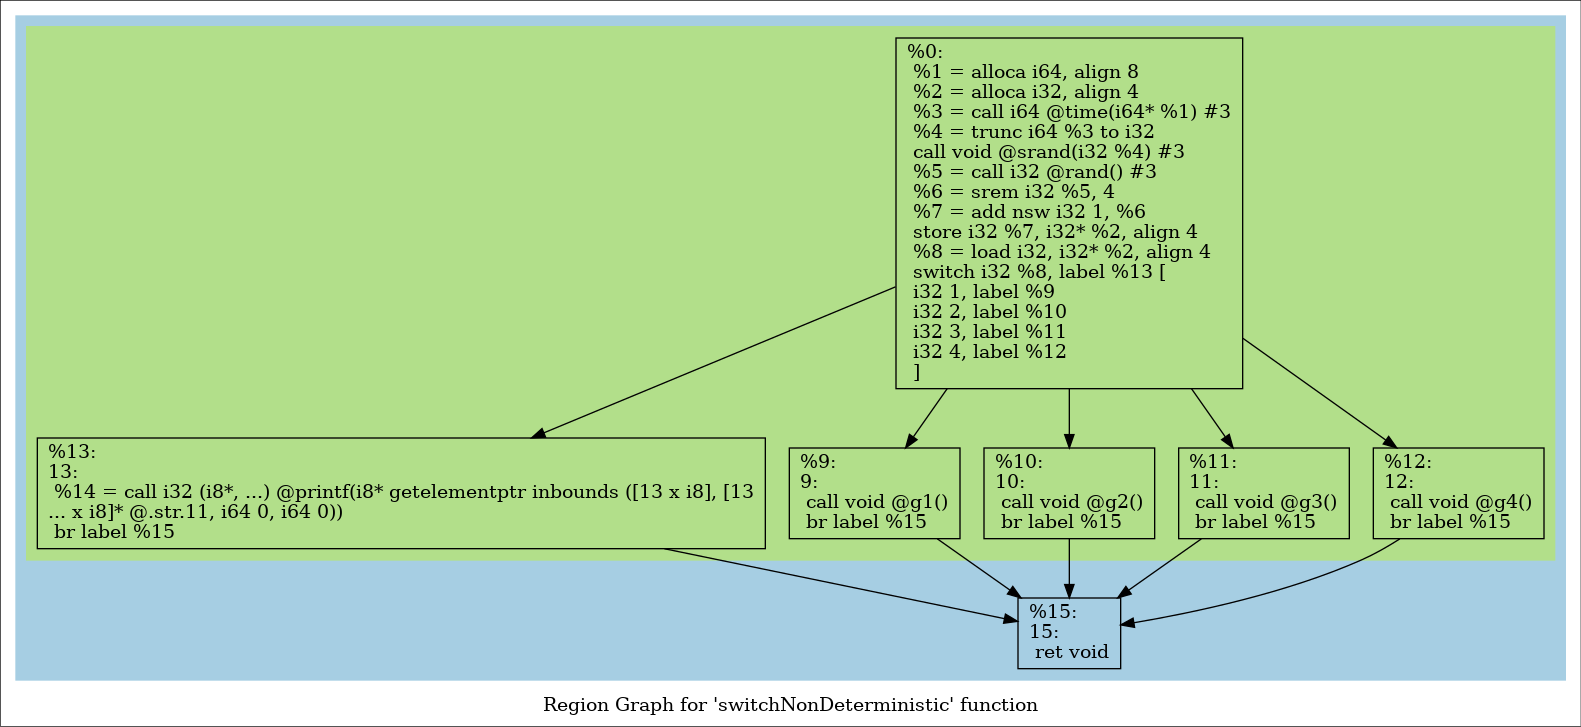 %0:
%1 = alloca i64, align 8
%2 = alloca i32, align 4
%3 = call i64 @time(i64* %1) #3
%4 = trunc i64 %3 to i32
call void @srand(i32 %4) #3
%5 = call i32 @rand() #3
%6 = srem i32 %5, 4
%7 = add nsw i32 1, %6
store i32 %7, i32* %2, align 4
%8 = load i32, i32* %2, align 4
switch i32 %8, label %13 [
i32 1, label %9
i32 2, label %10
i32 3, label %11
i32 4, label %12
]
%13:
13:
%14 = call i32 (i8*, ...) @printf(i8* getelementptr inbounds ([13 x i8], [13
... x i8]* @.str.11, i64 0, i64 0))
br label %15
%9:
9:
call void @g1()
br label %15
%10:
10:
call void @g2()
br label %15
%11:
11:
call void @g3()
br label %15
%12:
12:
call void @g4()
br label %15
%15:
15:
ret void
Region Graph for 'switchNonDeterministic' function